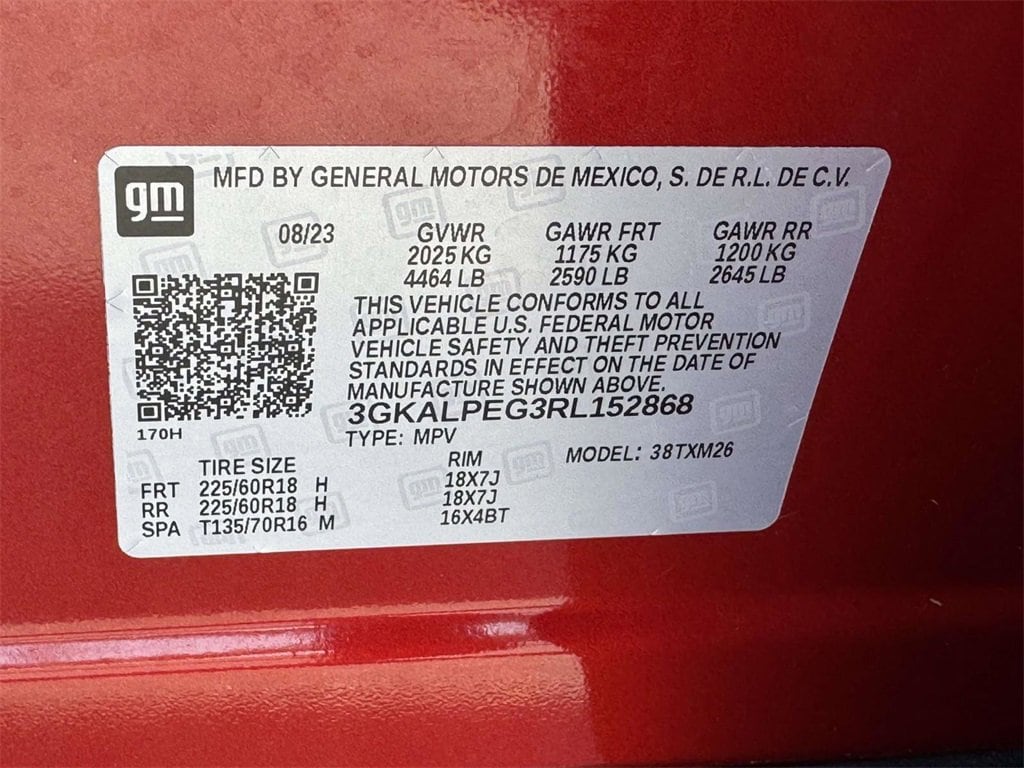 gm MFD BY GENERAL MOTORS DE MEXICO, S. DE R.L. DE C.V.
08/23 GVWR GAWR FRT GAWR RR
2025 KG 1175 KG 1200 KG
4464 LB 2590 LB 2645 LB
THIS VEHICLE CONFORMS TO ALL
APPLICABLE U.S. FEDERAL MOTOR
VEHICLE SAFETY AND THEFT PREVENTION
STANDARDS IN EFFECT ON THE DATE OF
MANUFACTURE SHOWN ABOVE.
3GKALPEG3RL152868
170H
TYPE: MPV MODEL: 38TXM26
TIRE SIZE RIM
FRT 225/60R18 H 18X7J
RR 225/60R18 H 18X7J
SPA T135/70R16 M 16X4BT